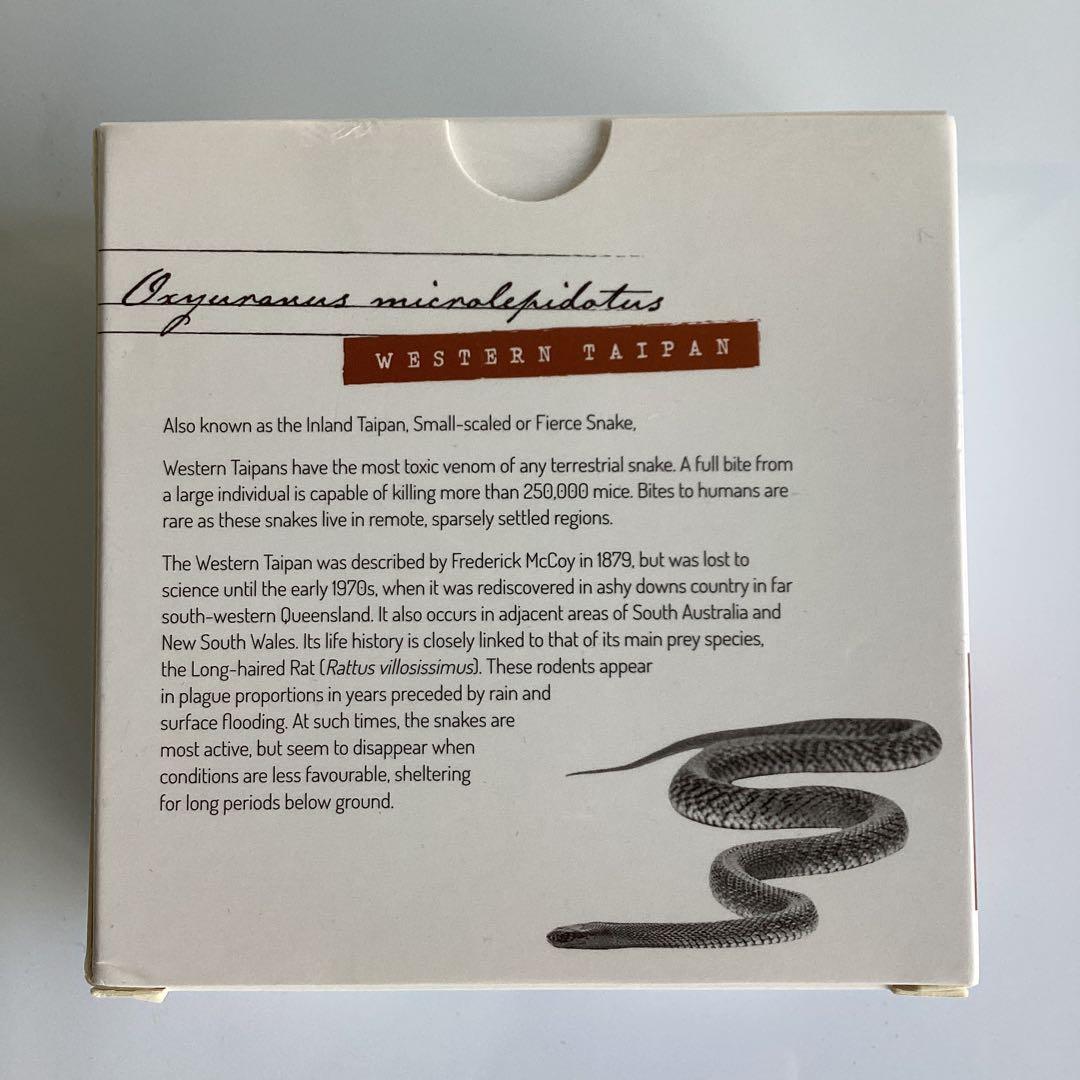 Oxyuranus microlepidotus
WESTERN TAIPAN
Also known as the Inland Taipan, Small-scaled or Fierce Snake,
Western Taipans have the most toxic venom of any terrestrial snake. A full bite from
a large individual is capable of killing more than 250,000 mice. Bites to humans are
rare as these snakes live in remote, sparsely settled regions.
The Western Taipan was described by Frederick McCoy in 1879, but was lost to
science until the early 1970s, when it was rediscovered in ashy downs country in far
south-western Queensland. It also occurs in adjacent areas of South Australia and
New South Wales. Its life history is closely linked to that of its main prey species,
the Long-haired Rat (Rattus villosissimus). These rodents appear
in plague proportions in years preceded by rain and
surface flooding. At such times, the snakes are
most active, but seem to disappear when
conditions are less favourable, sheltering
for long periods below ground.